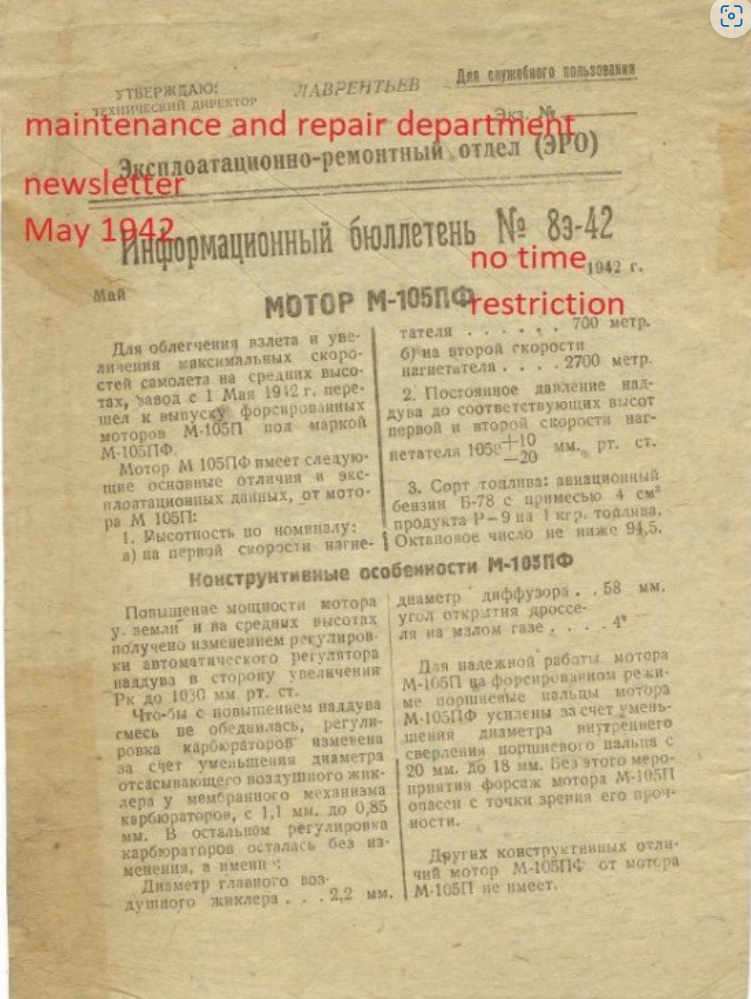 Для служебного пользования
УТВЕРЖДАЮ:
ТЕХНИЧЕСКИЙ ДИРЕКТОР
ЛАВРЕНТЬЕВ
Экз. №
maintenance and repair department
Эксплоатационно-ремонтный отдел (ЭРО)
newsletter
May 1942
Информационный бюллетень № 8э-42
no time
restriction
Май
1942 г.
МОТОР М-105ПФ
Для облегчения взлета и уве-
личения максимальных скоро-
стей самолета на средних высо-
тах, завод с 1 Мая 1942 г. пере-
шел к выпуску форсированных
моторов М-105П под маркой
М-105ПФ.
Мотор М 105ПФ имеет следую-
щие основные отличия и экс-
плоатационных данных, от мото-
ра М 105П:
1. Высотность по номиналу:
а) на первой скорости нагне-
тателя . . . . . . 700 метр.
б) на второй скорости
нагнетателя . . . . 2700 метр.
2. Постоянное давление над-
дува до соответствующих высот
первой и второй скорости наг-
нетателя 1050 +10 −20 мм. рт. ст.
3. Сорт топлива: авиационный
бензин Б-78 с примесью 4 см³
продукта Р–9 на 1 кгр. топлива.
Октановое число не ниже 94,5.
Конструктивные особенности М-105ПФ
Повышение мощности мотора
у земли и на средних высотах
получено изменением регулиров-
ки автоматического регулятора
наддува в сторону увеличения
Рк до 1030 мм рт. ст.
Что-бы с повышением наддува
смесь не обеднилась, регули-
ровка карбюраторов изменена
за счет уменьшения диаметра
отсасывающего воздушного жик-
лера у мембранного механизма
карбюраторов, с 1,1 мм. до 0,85
мм. В остальном регулировка
карбюраторов осталась без из-
менения, а именно:
Диаметр главного воз-
душного жиклера . . . 2,2 мм.
диаметр диффузора . . 58 мм.
угол открытия дроссе-
ля на малом газе . . . . 4°
Для надежной работы мотора
М-105П на форсированном режи-
ме поршневые пальцы мотора
М-105ПФ усилены за счет умень-
шения диаметра внутреннего
сверления поршневого пальца с
20 мм. до 18 мм. Без этого меро-
приятия форсаж мотора М-105П
опасен с точки зрения его проч-
ности.
Других конструктивных отли-
чий мотор М-105ПФ от мотора
М-105П не имеет.